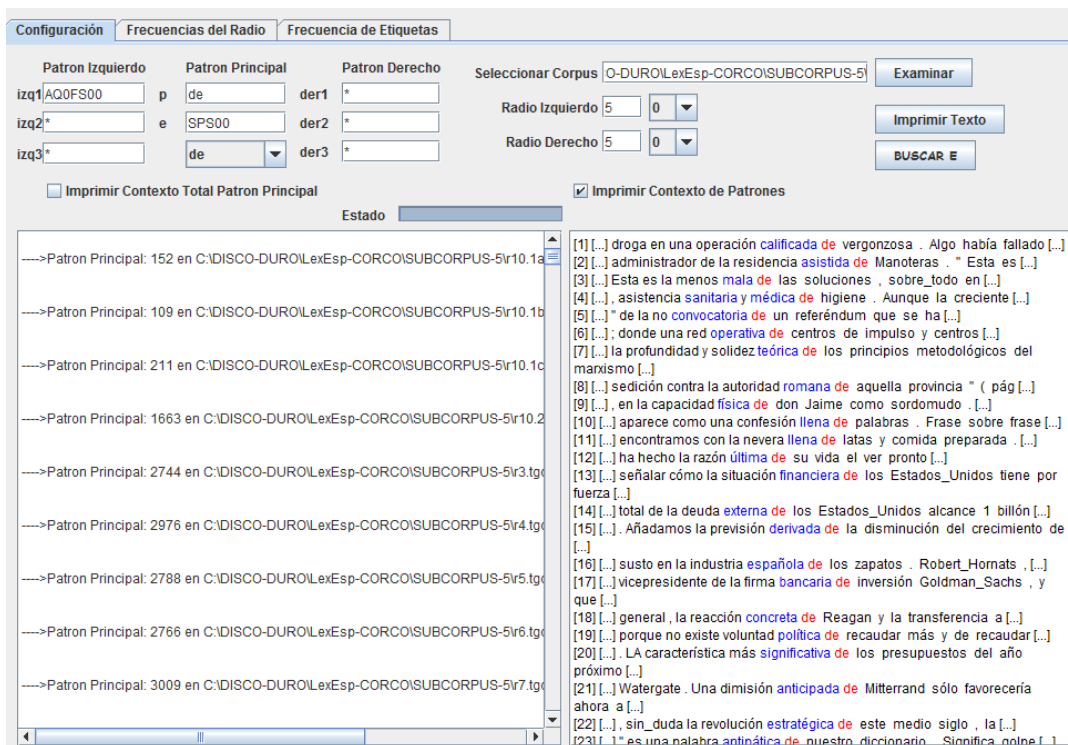 Configuración Frecuencias del Radio Frecuencia de Etiquetas
Patron Izquierdo Patron Principal Patron Derecho
Seleccionar Corpus O-DURO\LexEsp-CORCO\SUBCORPUS-5\ Examinar
izq1 AQ0FS00 p de der1 *
Radio Izquierdo 5 0
Imprimir Texto
izq2 * e SPS00 der2 *
Radio Derecho 5 0
izq3 * de der3 *
BUSCAR E
Imprimir Contexto Total Patron Principal
Imprimir Contexto de Patrones
Estado
---->Patron Principal: 152 en C:\DISCO-DURO\LexEsp-CORCO\SUBCORPUS-5\r10.1a
---->Patron Principal: 109 en C:\DISCO-DURO\LexEsp-CORCO\SUBCORPUS-5\r10.1b
---->Patron Principal: 211 en C:\DISCO-DURO\LexEsp-CORCO\SUBCORPUS-5\r10.1c
---->Patron Principal: 1663 en C:\DISCO-DURO\LexEsp-CORCO\SUBCORPUS-5\r10.2
---->Patron Principal: 2744 en C:\DISCO-DURO\LexEsp-CORCO\SUBCORPUS-5\r3.tg
---->Patron Principal: 2976 en C:\DISCO-DURO\LexEsp-CORCO\SUBCORPUS-5\r4.tg
---->Patron Principal: 2788 en C:\DISCO-DURO\LexEsp-CORCO\SUBCORPUS-5\r5.tg
---->Patron Principal: 2766 en C:\DISCO-DURO\LexEsp-CORCO\SUBCORPUS-5\r6.tg
---->Patron Principal: 3009 en C:\DISCO-DURO\LexEsp-CORCO\SUBCORPUS-5\r7.tg
[1] [...] droga en una operación calificada de vergonzosa . Algo había fallado [...]
[2] [...] administrador de la residencia asistida de Manoteras . " Esta es [...]
[3] [...] Esta es la menos mala de las soluciones , sobre_todo en [...]
[4] [...] , asistencia sanitaria y médica de higiene . Aunque la creciente [...]
[5] [...] " de la no convocatoria de un referéndum que se ha [...]
[6] [...] ; donde una red operativa de centros de impulso y centros [...]
[7] [...] la profundidad y solidez teórica de los principios metodológicos del
marxismo [...]
[8] [...] sedición contra la autoridad romana de aquella provincia " ( pág [...]
[9] [...] , en la capacidad física de don Jaime como sordomudo . [...]
[10] [...] aparece como una confesión llena de palabras . Frase sobre frase [...]
[11] [...] encontramos con la nevera llena de latas y comida preparada . [...]
[12] [...] ha hecho la razón última de su vida el ver pronto [...]
[13] [...] señalar cómo la situación financiera de los Estados_Unidos tiene por
fuerza [...]
[14] [...] total de la deuda externa de los Estados_Unidos alcance 1 billón [...]
[15] [...] . Añadamos la previsión derivada de la disminución del crecimiento de
[...]
[16] [...] susto en la industria española de los zapatos . Robert_Hornats , [...]
[17] [...] vicepresidente de la firma bancaria de inversión Goldman_Sachs , y
que [...]
[18] [...] general , la reacción concreta de Reagan y la transferencia a [...]
[19] [...] porque no existe voluntad política de recaudar más y de recaudar [...]
[20] [...] . LA característica más significativa de los presupuestos del año
próximo [...]
[21] [...] Watergate . Una dimisión anticipada de Mitterrand sólo favorecería
ahora a [...]
[22] [...] , sin_duda la revolución estratégica de este medio siglo , la [...]
[23] [...] " es una palabra antipática de nuestro diccionario . Significa golpe [...]